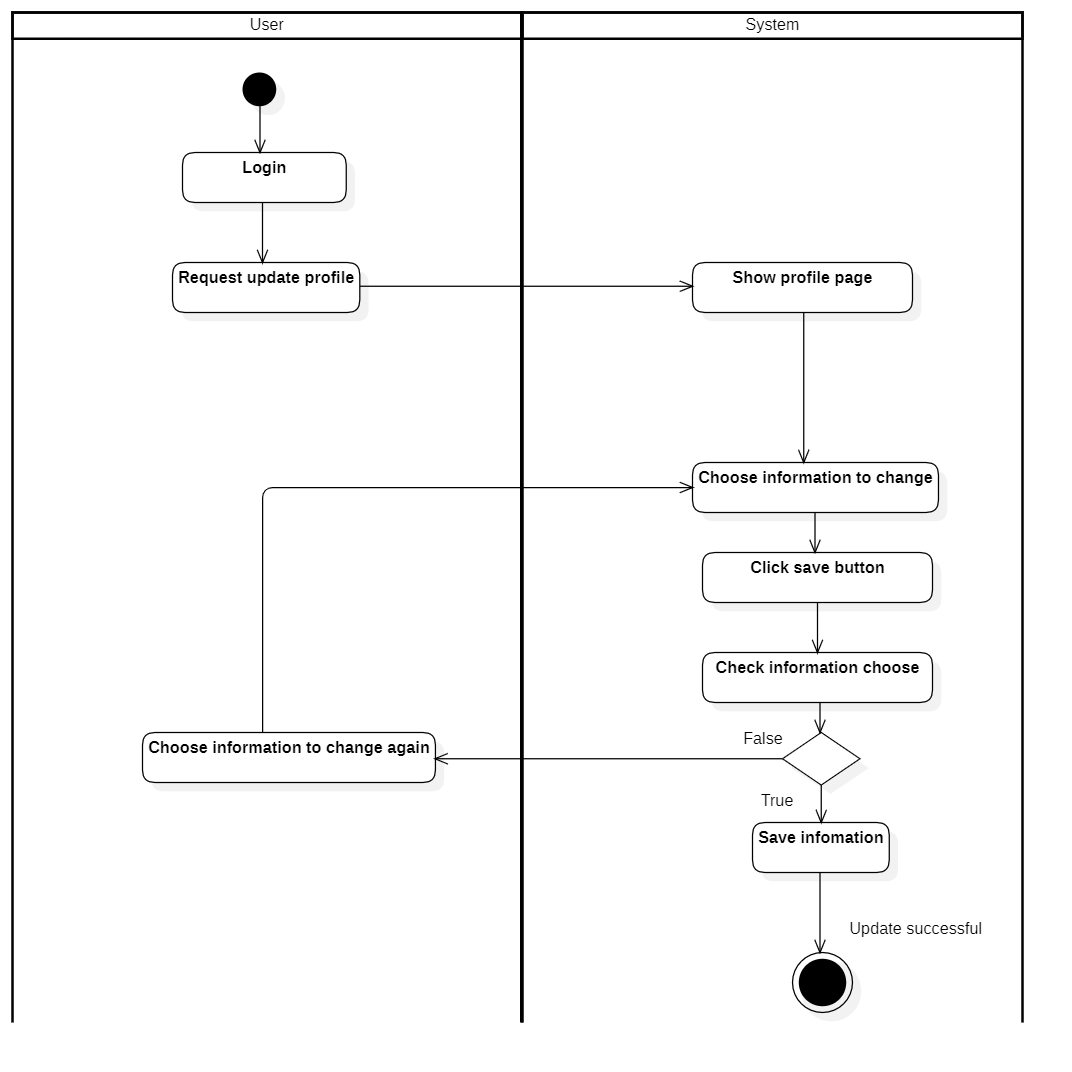 User
System
Login
Request update profile
Show profile page
Choose information to change
Click save button
Check information choose
False
Choose information to change again
True
Save infomation
Update successful